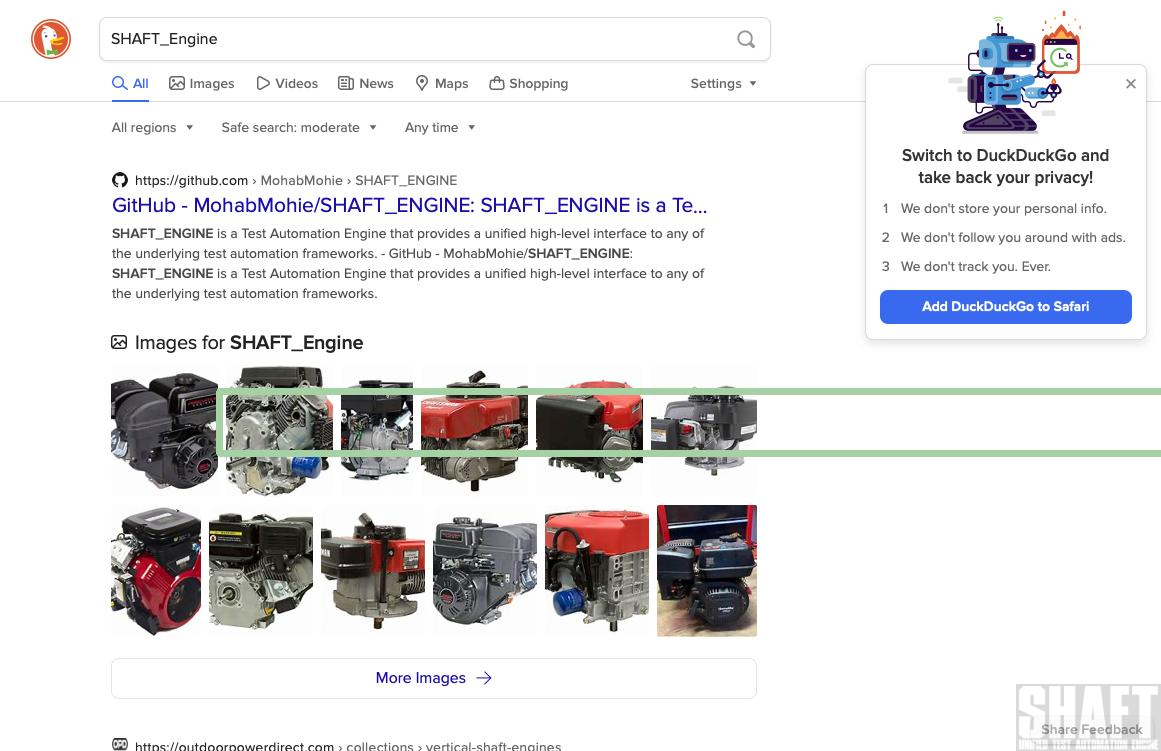 SHAFT_Engine
All
Images
Videos
News
Maps
Shopping
Settings
All regions
Safe search: moderate
Any time
https://github.com › MohabMohie › SHAFT_ENGINE
GitHub - MohabMohie/SHAFT_ENGINE: SHAFT_ENGINE is a Te...
SHAFT_ENGINE is a Test Automation Engine that provides a unified high-level interface to any of
the underlying test automation frameworks. - GitHub - MohabMohie/SHAFT_ENGINE:
SHAFT_ENGINE is a Test Automation Engine that provides a unified high-level interface to any of
the underlying test automation frameworks.
Images for SHAFT_Engine
More Images
https://outdoorpowerdirect.com › collections › vertical-shaft-engines
Switch to DuckDuckGo and
take back your privacy!
1 We don't store your personal info.
2 We don't follow you around with ads.
3 We don't track you. Ever.
Add DuckDuckGo to Safari
SHAFT
Share Feedback